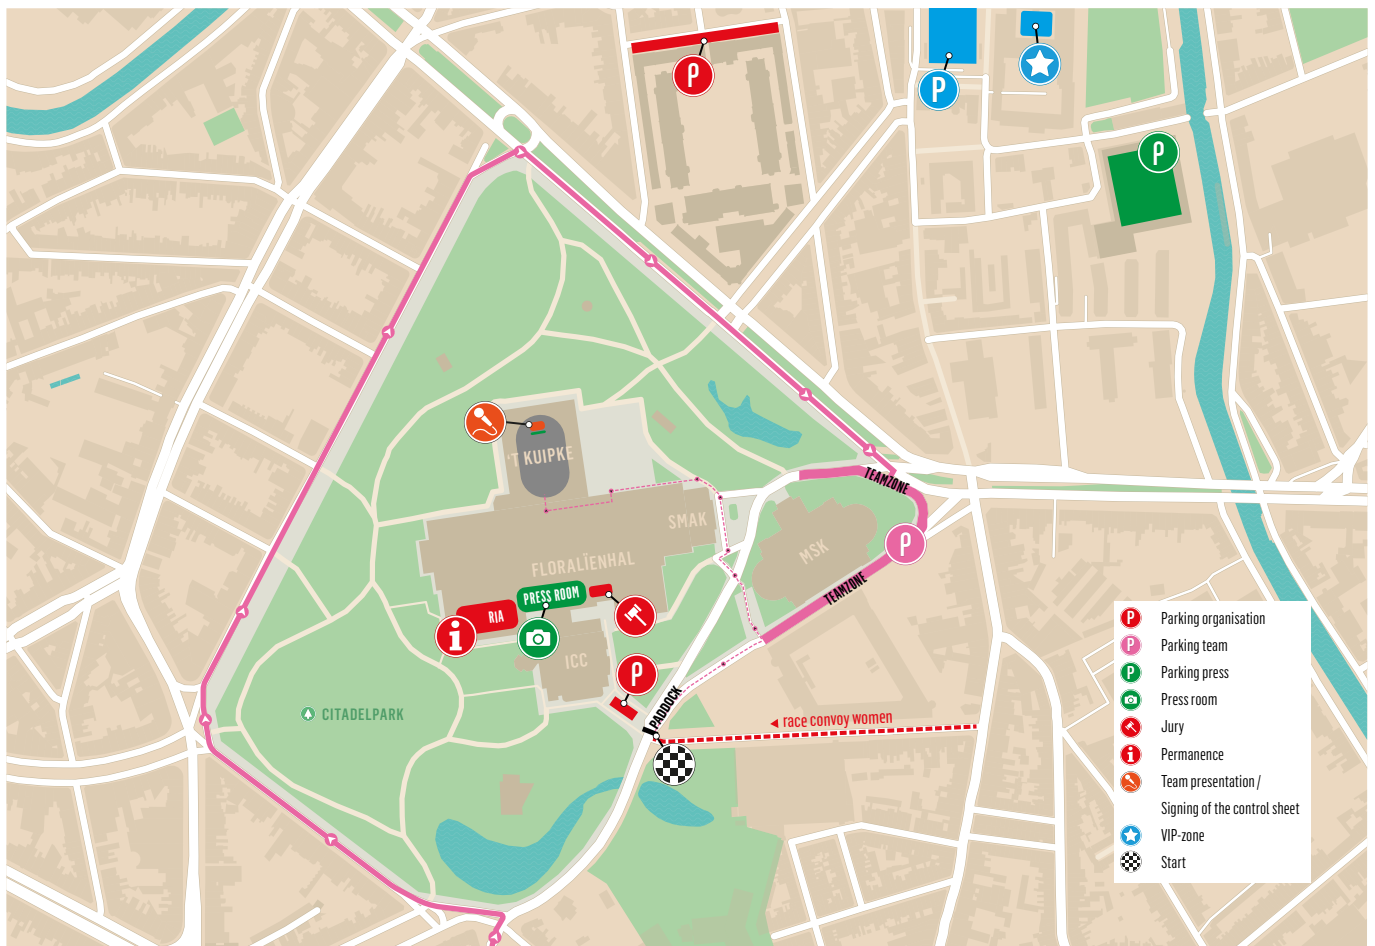 P
P
P
'T KUIPKE
TEAMZONE
SMAK
P
MSK
FLORALÏENHAL
TEAMZONE
PRESS ROOM
RIA
i
ICC
P
PADDOCK
CITADELPARK
race convoy women
P Parking organisation
P Parking team
P Parking press
Press room
Jury
i Permanence
Team presentation /
Signing of the control sheet
VIP-zone
Start